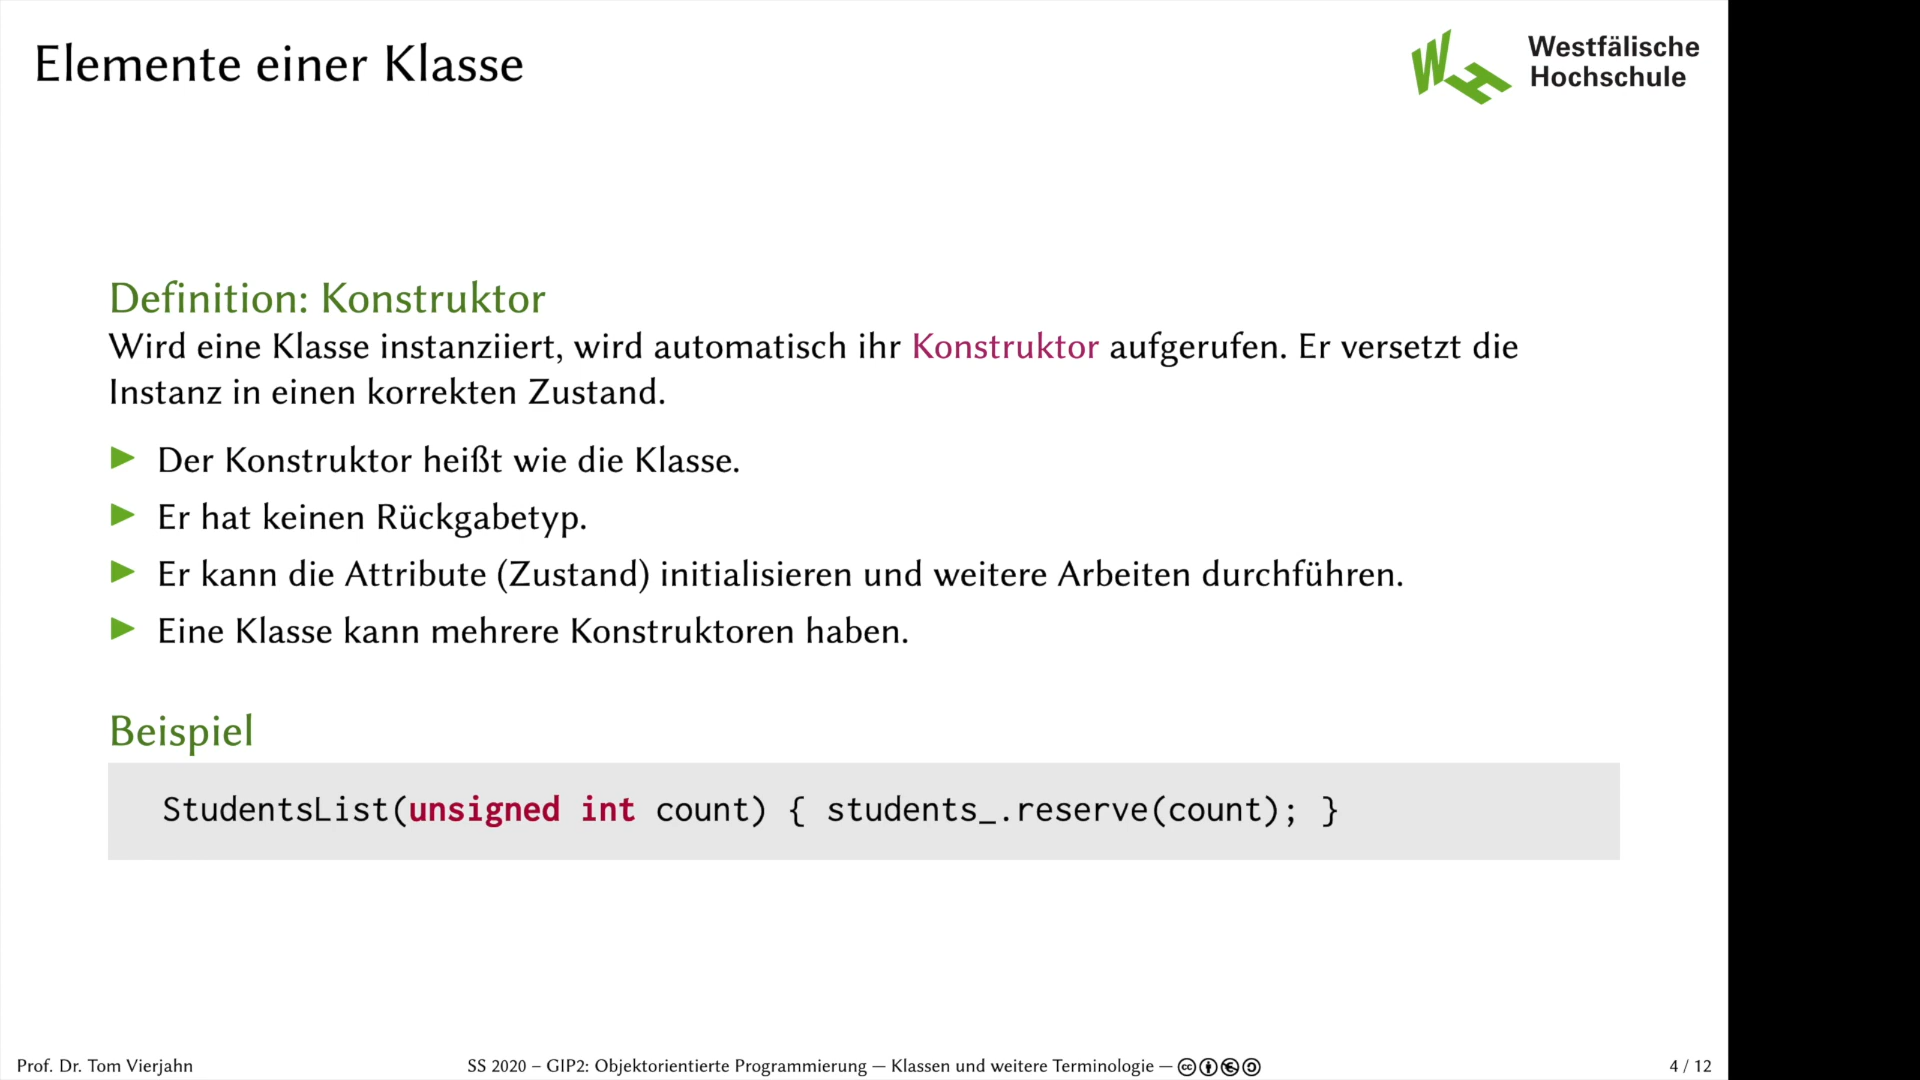 Elemente einer Klasse
Westfälische
Hochschule
Definition: Konstruktor
Wird eine Klasse instanziiert, wird automatisch ihr Konstruktor aufgerufen. Er versetzt die
Instanz in einen korrekten Zustand.
Der Konstruktor heißt wie die Klasse.
Er hat keinen Rückgabetyp.
Er kann die Attribute (Zustand) initialisieren und weitere Arbeiten durchführen.
Eine Klasse kann mehrere Konstruktoren haben.
Beispiel
StudentsList(unsigned int count) { students_.reserve(count); }
Prof. Dr. Tom Vierjahn
SS 2020 – GIP2: Objektorientierte Programmierung — Klassen und weitere Terminologie —
4 / 12